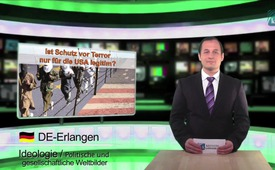 Ist Schutz vor Terror
nur für die USA legitim?
DE-Erlangen
Ideologie / Politische und
gesellschaftliche Weltbilder